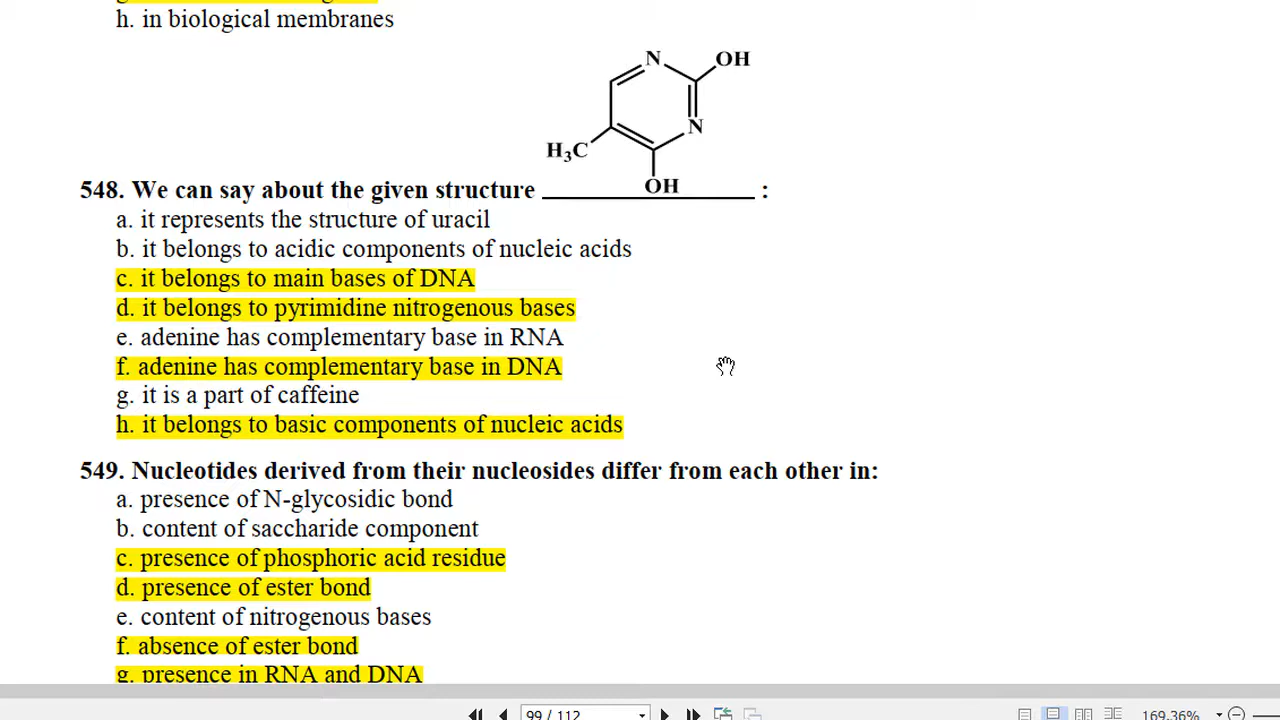 h. in biological membranes
N OH
N
H₃C
OH
548. We can say about the given structure ________________ :
a. it represents the structure of uracil
b. it belongs to acidic components of nucleic acids
c. it belongs to main bases of DNA
d. it belongs to pyrimidine nitrogenous bases
e. adenine has complementary base in RNA
f. adenine has complementary base in DNA
g. it is a part of caffeine
h. it belongs to basic components of nucleic acids
549. Nucleotides derived from their nucleosides differ from each other in:
a. presence of N-glycosidic bond
b. content of saccharide component
c. presence of phosphoric acid residue
d. presence of ester bond
e. content of nitrogenous bases
f. absence of ester bond
g. presence in RNA and DNA
99 / 112 169.36%